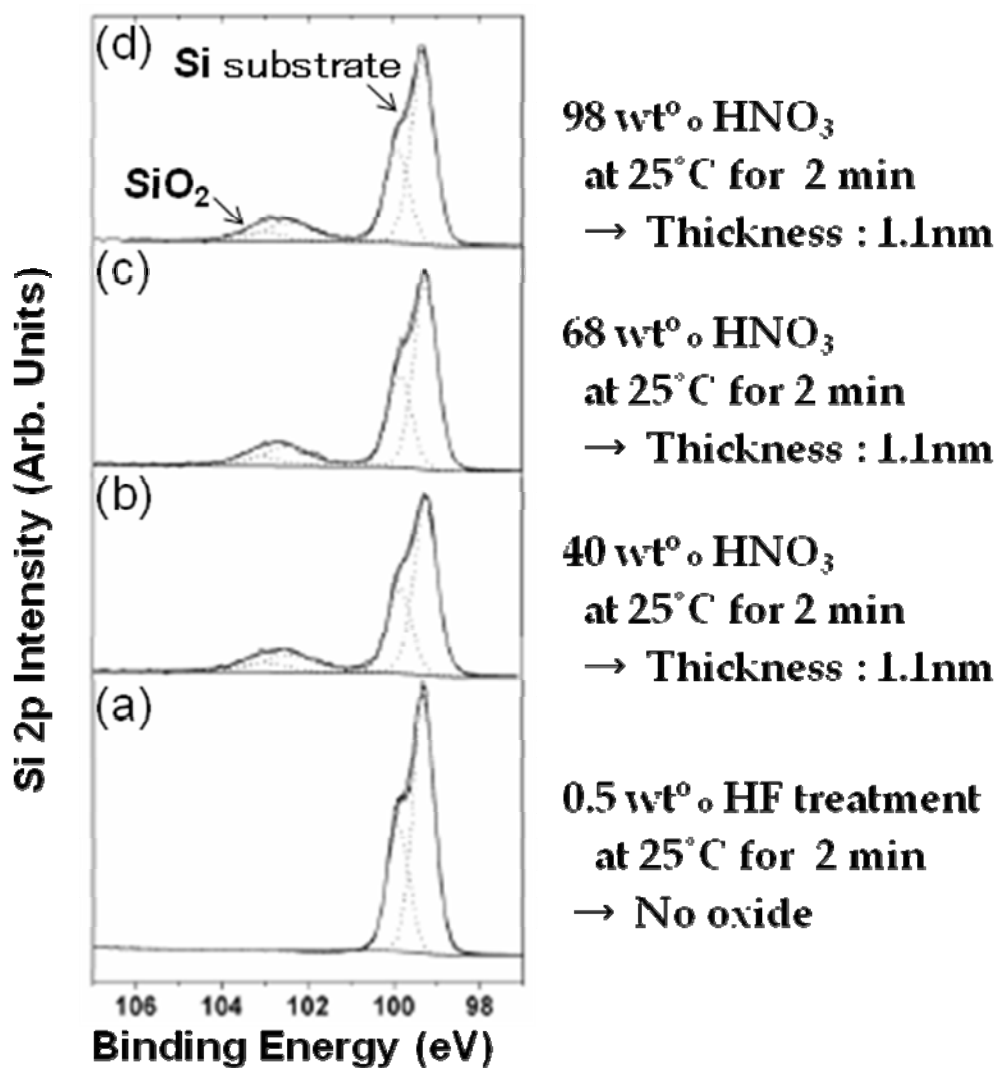 (d)
Si substrate
SiO₂
98 wt% HNO₃
at 25°C for 2 min
→ Thickness : 1.1nm
(c)
68 wt% HNO₃
at 25°C for 2 min
→ Thickness : 1.1nm
(b)
40 wt% HNO₃
at 25°C for 2 min
→ Thickness : 1.1nm
(a)
0.5 wt% HF treatment
at 25°C for 2 min
→ No oxide
Si 2p Intensity (Arb. Units)
106 104 102 100 98
Binding Energy (eV)